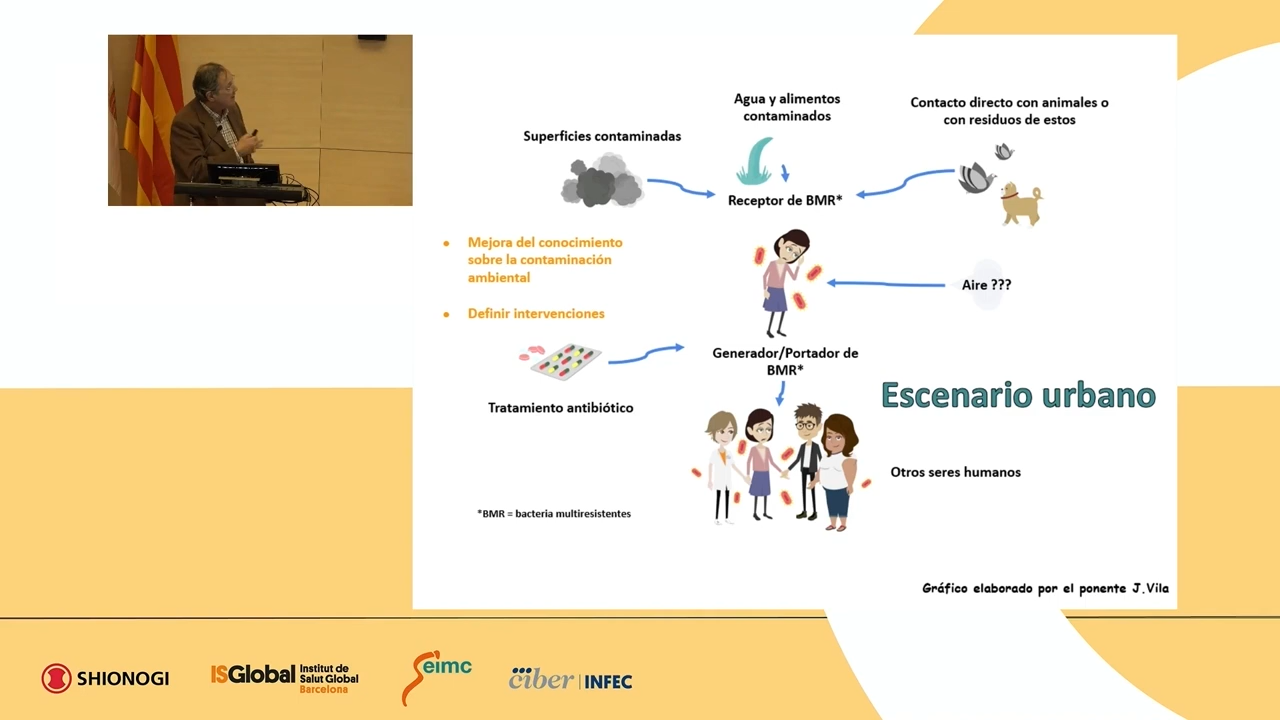 Agua y alimentos
contaminados
Contacto directo con animales o
con residuos de estos
Superficies contaminadas
Receptor de BMR*
• Mejora del conocimiento
sobre la contaminación
ambiental
• Definir intervenciones
Aire ???
Generador/Portador de
BMR*
Tratamiento antibiótico
Escenario urbano
Otros seres humanos
*BMR = bacteria multiresistentes
Gráfico elaborado por el ponente J.Vila
SHIONOGI
ISGlobal Institut de
Salut Global
Barcelona
Seimc
ciber | INFEC